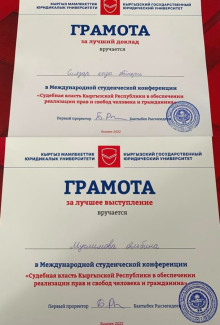 КЫРГЫЗ МАМЛЕКЕТТИК
ЮРИДИКАЛЫК УНИВЕРСИТЕТИ
КЫРГЫЗСКИЙ ГОСУДАРСТВЕННЫЙ
ЮРИДИЧЕСКИЙ УНИВЕРСИТЕТ
ГРАМОТА
за лучший доклад
вручается
в Международной студенческой конференции
«Судебная власть Кыргызской Республики в обеспечении
реализации прав и свобод человека и гражданина»
Первый проректор
Бишкек-2022
КЫРГЫЗ МАМЛЕКЕТТИК
ЮРИДИКАЛЫК УНИВЕРСИТЕТИ
КЫРГЫЗСКИЙ ГОСУДАРСТВЕННЫЙ
ЮРИДИЧЕСКИЙ УНИВЕРСИТЕТ
ГРАМОТА
за лучшее выступление
вручается
в Международной студенческой конференции
«Судебная власть Кыргызской Республики в обеспечении
реализации прав и свобод человека и гражданина»
Первый проректор
Бишкек-2022